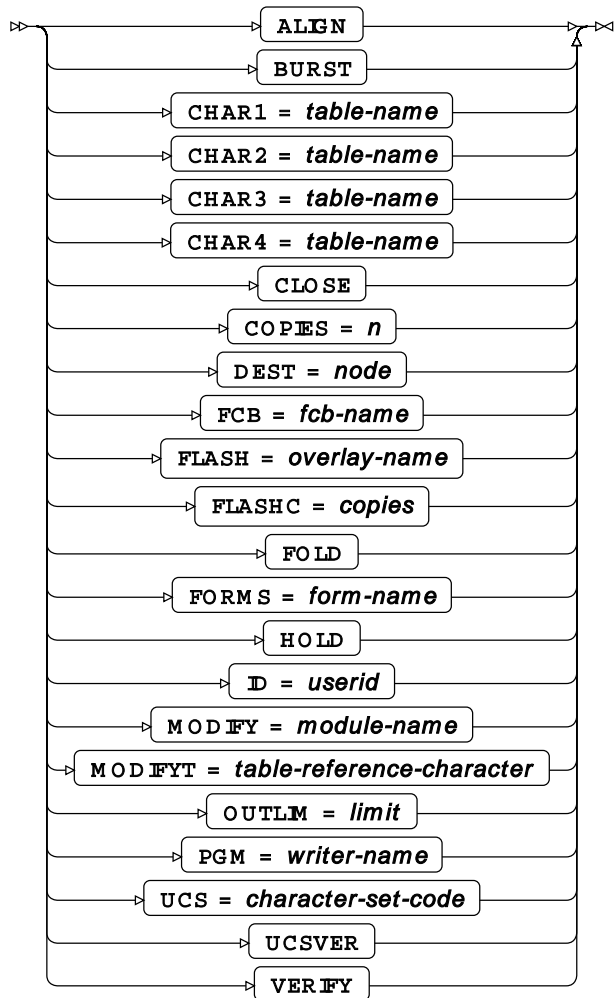 ALIGN
BURST
CHAR1 = table-name
CHAR2 = table-name
CHAR3 = table-name
CHAR4 = table-name
CLOSE
COPIES = n
DEST = node
FCB = fcb-name
FLASH = overlay-name
FLASHC = copies
FOLD
FORMS = form-name
HOLD
ID = userid
MODIFY = module-name
MODIFYT = table-reference-character
OUTLIM = limit
PGM = writer-name
UCS = character-set-code
UCSVER
VERIFY